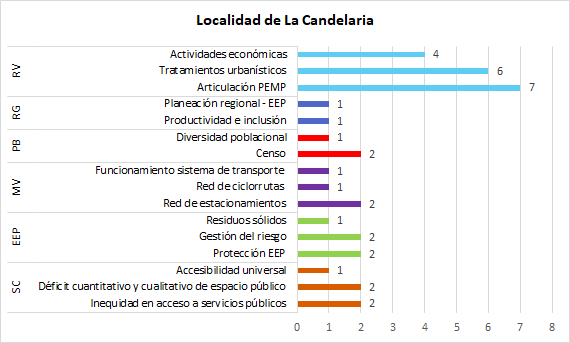 Localidad de La Candelaria
RV
Actividades económicas 4
Tratamientos urbanísticos 6
Articulación PEMP 7
RG
Planeación regional - EEP 1
Productividad e inclusión 1
PB
Diversidad poblacional 1
Censo 2
MV
Funcionamiento sistema de transporte 1
Red de ciclorrutas 1
Red de estacionamientos 2
EEP
Residuos sólidos 1
Gestión del riesgo 2
Protección EEP 2
SC
Accesibilidad universal 1
Déficit cuantitativo y cualitativo de espacio público 2
Inequidad en acceso a servicios públicos 2
0 1 2 3 4 5 6 7 8